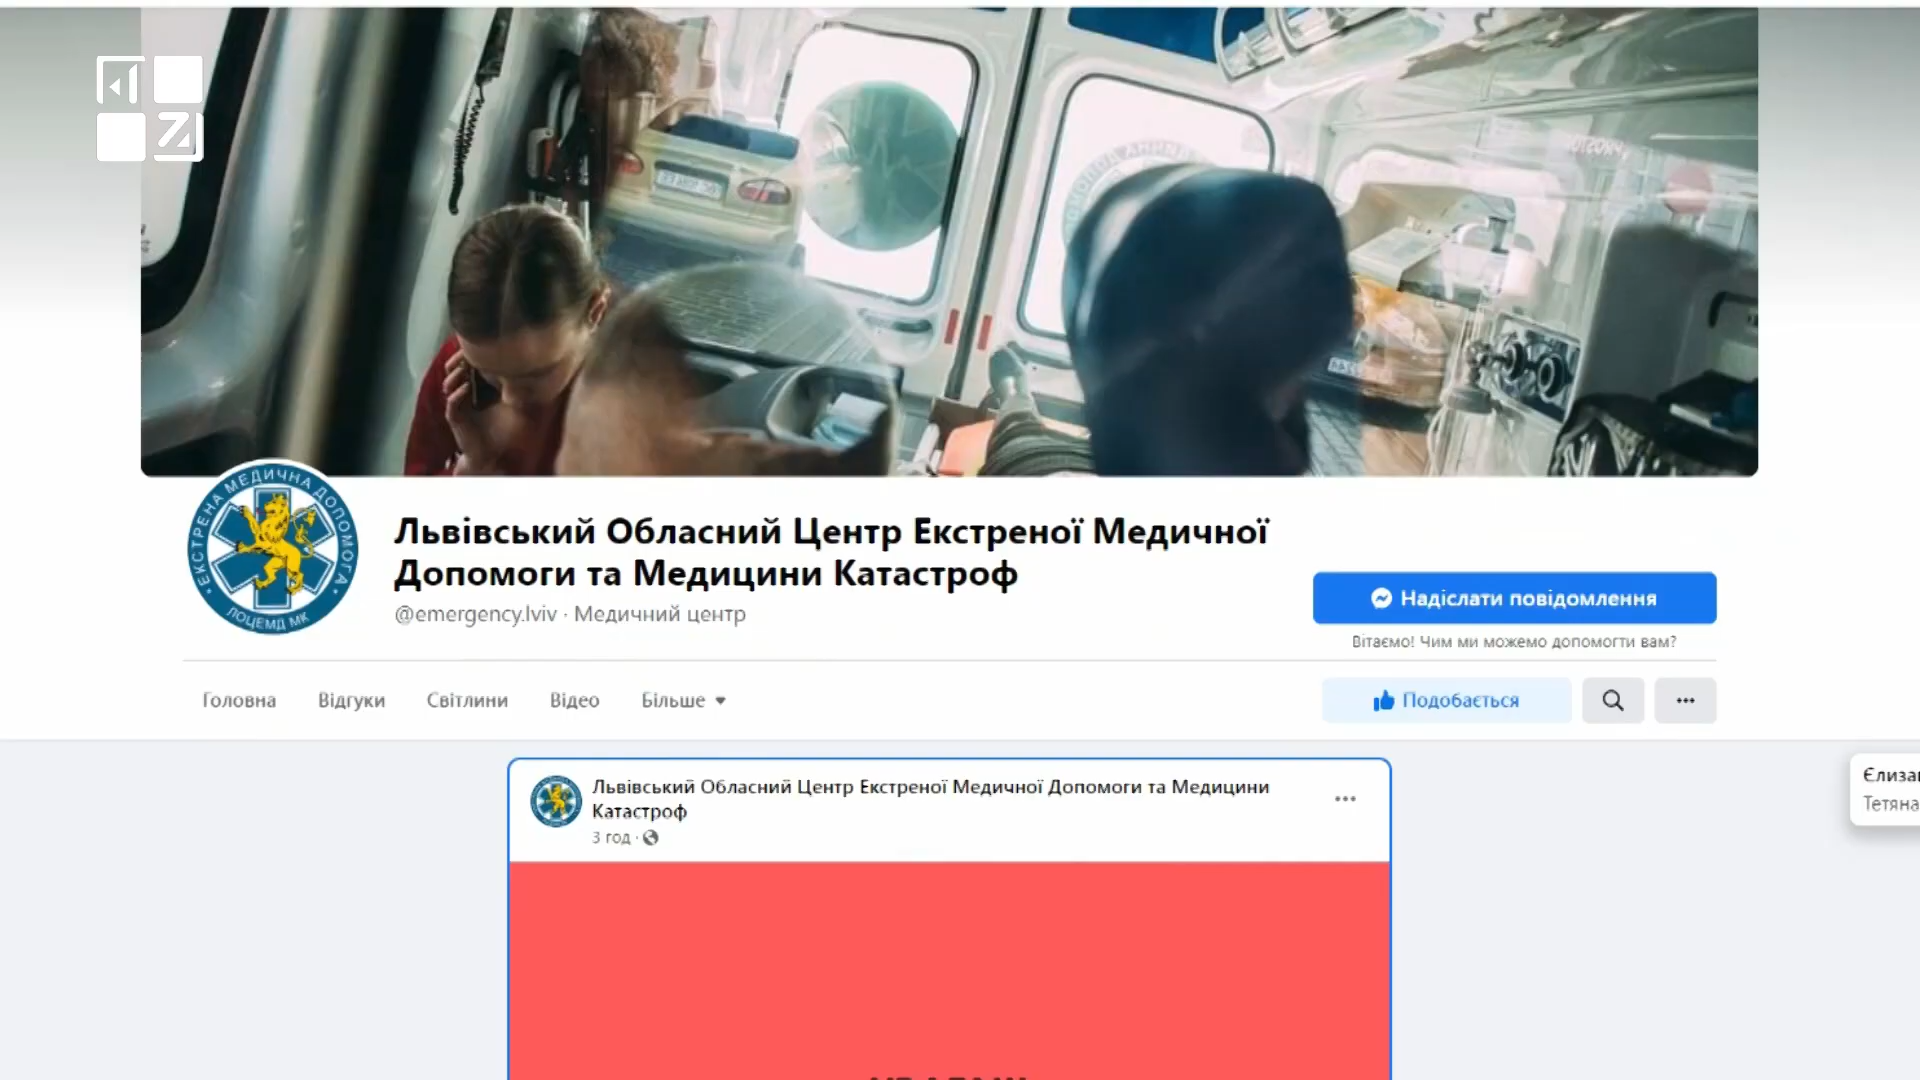 ЕКСТРЕНА МЕДИЧНА ДОПОМОГА
ЛОЦЕМД МК
Львівський Обласний Центр Екстреної Медичної
Допомоги та Медицини Катастроф
@emergency.lviv · Медичний центр
Надіслати повідомлення
Вітаємо! Чим ми можемо допомогти вам?
Головна Відгуки Світлини Відео Більше
Подобається
Львівський Обласний Центр Екстреної Медичної Допомоги та Медицини
Катастроф
3 год ·
Тетяна